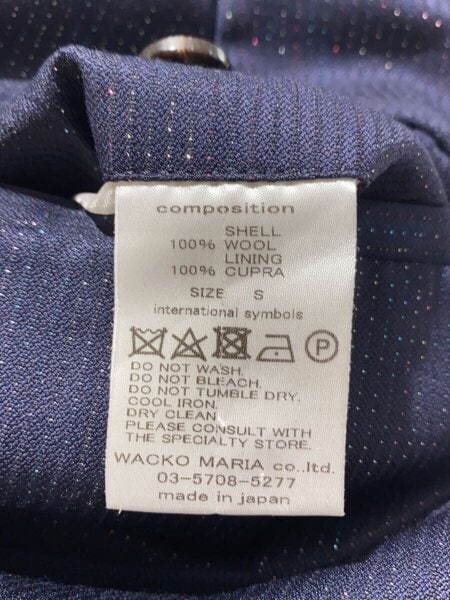 composition
SHELL
100% WOOL
LINING
100% CUPRA
SIZE S
international symbols
P
DO NOT WASH.
DO NOT BLEACH.
DO NOT TUMBLE DRY.
COOL IRON.
DRY CLEAN
PLEASE CONSULT WITH
THE SPECIALTY STORE.
WACKO MARIA co.,ltd.
03-5708-5277
made in japan